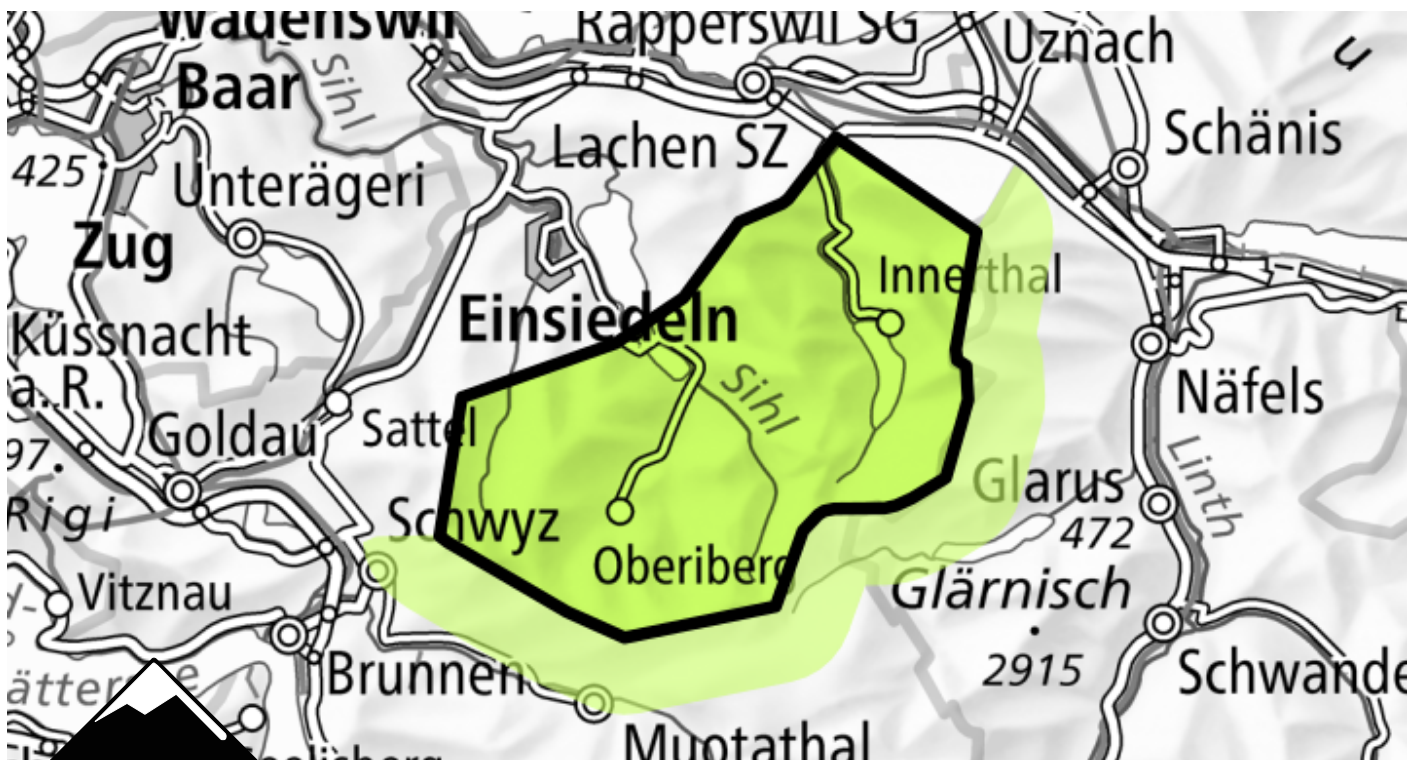 Wädenswil
Rapperswil SG
Uznach
u
Sihl
Baar
Schänis
Lachen SZ
425
Unterägeri
Zug
Innerthal
Einsiedeln
Küssnacht
a. R.
Näfels
Sihl
Sattel
Goldau
97
Linth
Glarus
Rigi
Schwyz
472
Oberiberg
Vitznau
Glärnisch
Brunnen
2915
Schwande
Muotathal